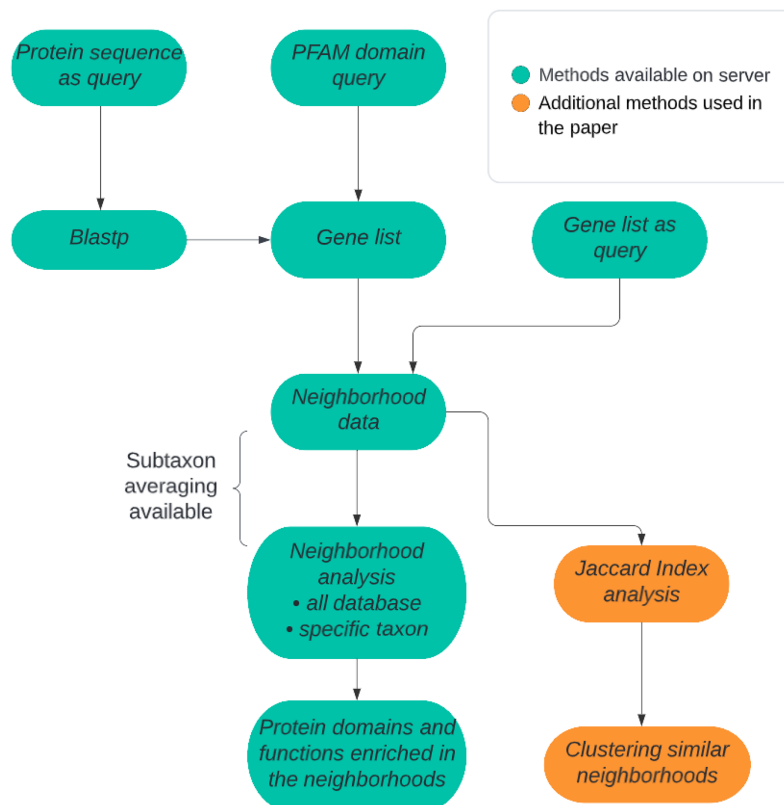 Protein sequence
as query
PFAM domain
query
Methods available on server
Additional methods used in
the paper
Blastp
Gene list
Gene list as
query
Neighborhood
data
Subtaxon
averaging
available
Neighborhood
analysis
• all database
• specific taxon
Jaccard Index
analysis
Protein domains and
functions enriched in
the neighborhoods
Clustering similar
neighborhoods